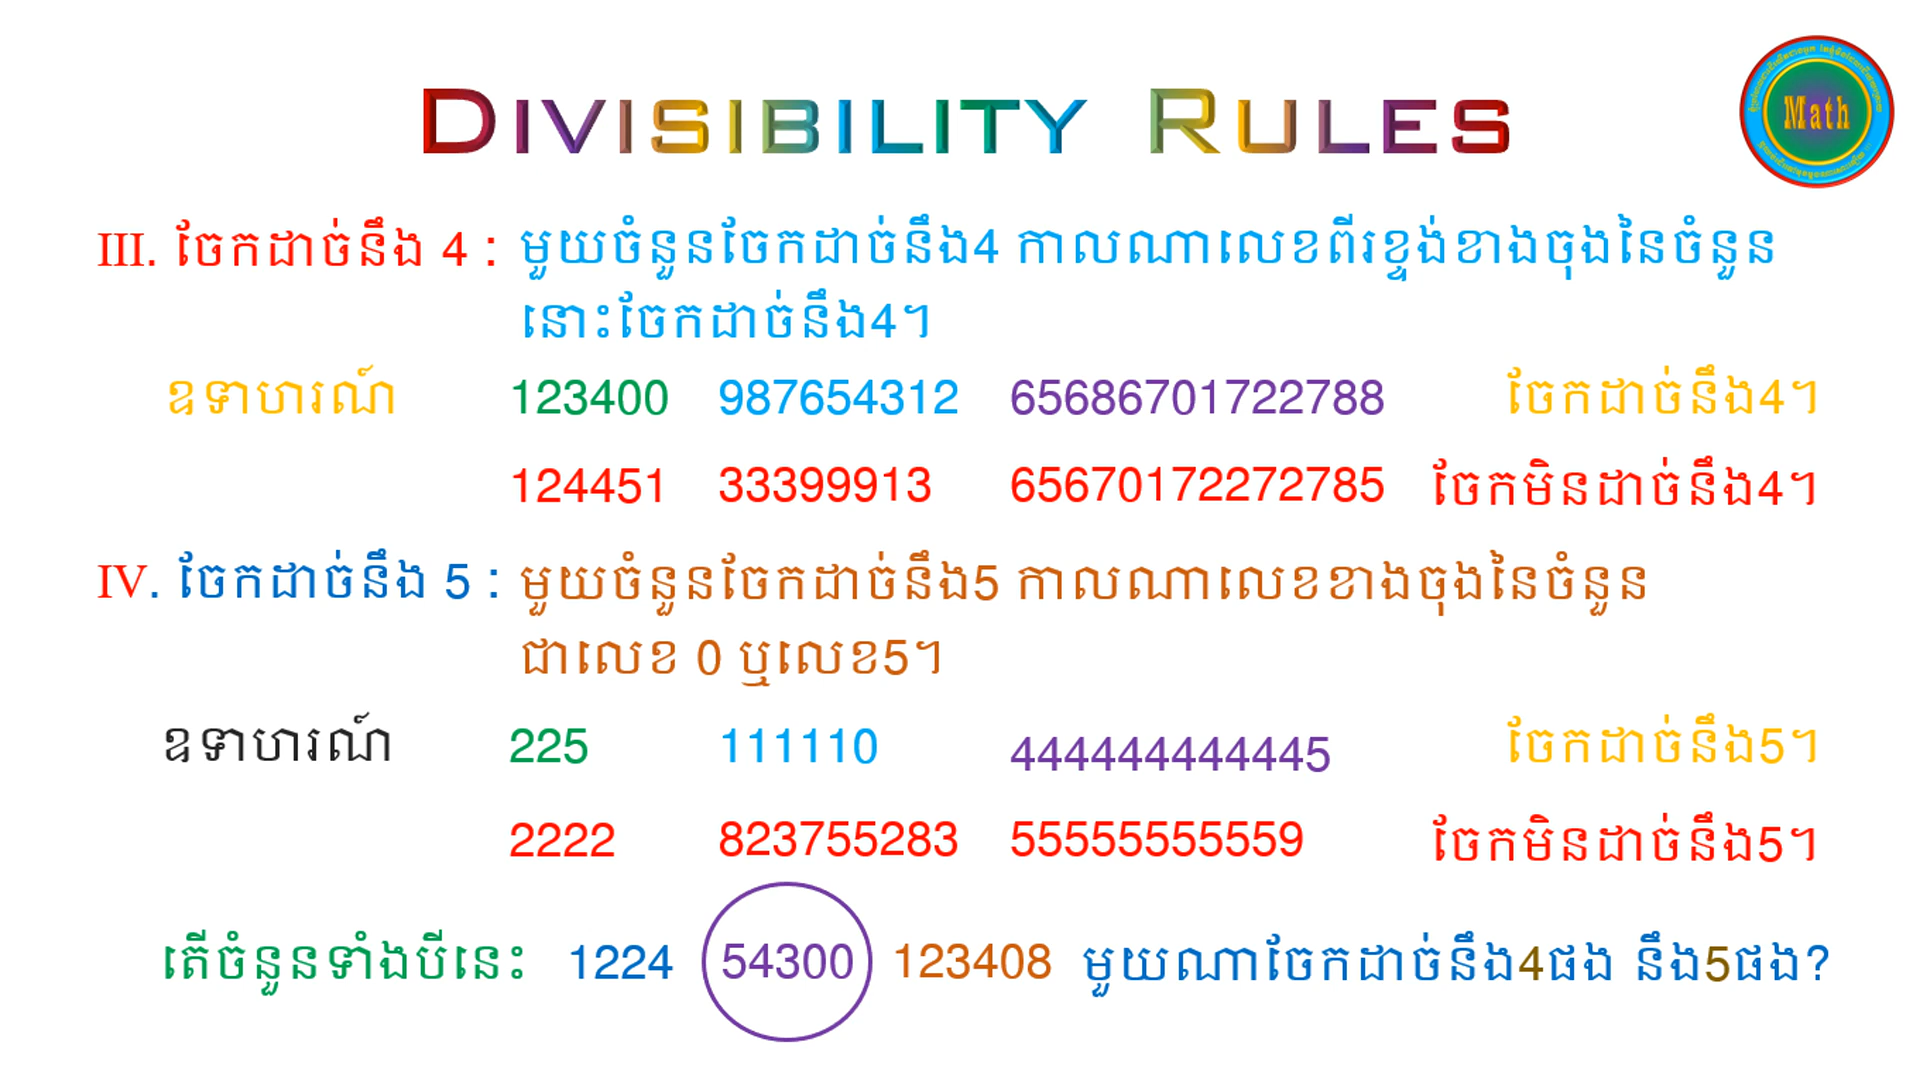 DIVISIBILITY RULES
Math
III. ចែកដាច់នឹង 4 : មួយចំនួនចែកដាច់នឹង4 កាលណាលេខពីរខ្ទង់ខាងចុងនៃចំនួន
នោះចែកដាច់នឹង4។
ឧទាហរណ៍ 123400 987654312 65686701722788 ចែកដាច់នឹង4។
124451 33399913 65670172272785 ចែកមិនដាច់នឹង4។
IV. ចែកដាច់នឹង 5 : មួយចំនួនចែកដាច់នឹង5 កាលណាលេខខាងចុងនៃចំនួន
ជាលេខ 0 ឬលេខ5។
ឧទាហរណ៍ 225 111110 444444444445 ចែកដាច់នឹង5។
2222 823755283 55555555559 ចែកមិនដាច់នឹង5។
តើចំនួនទាំងបីនេះ 1224 54300 123408 មួយណាចែកដាច់នឹង4ផង នឹង5ផង?